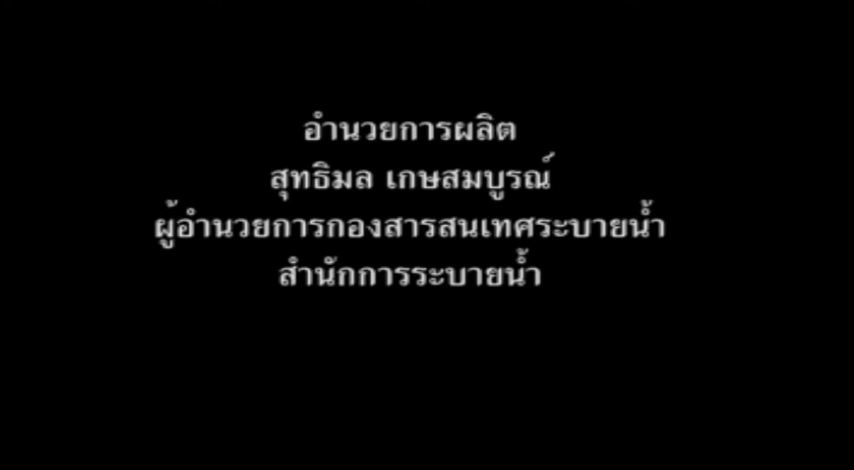 อำนวยการผลิต
สุทธิมล เกษสมบูรณ์
ผู้อำนวยการกองสารสนเทศระบายน้ำ
สำนักการระบายน้ำ